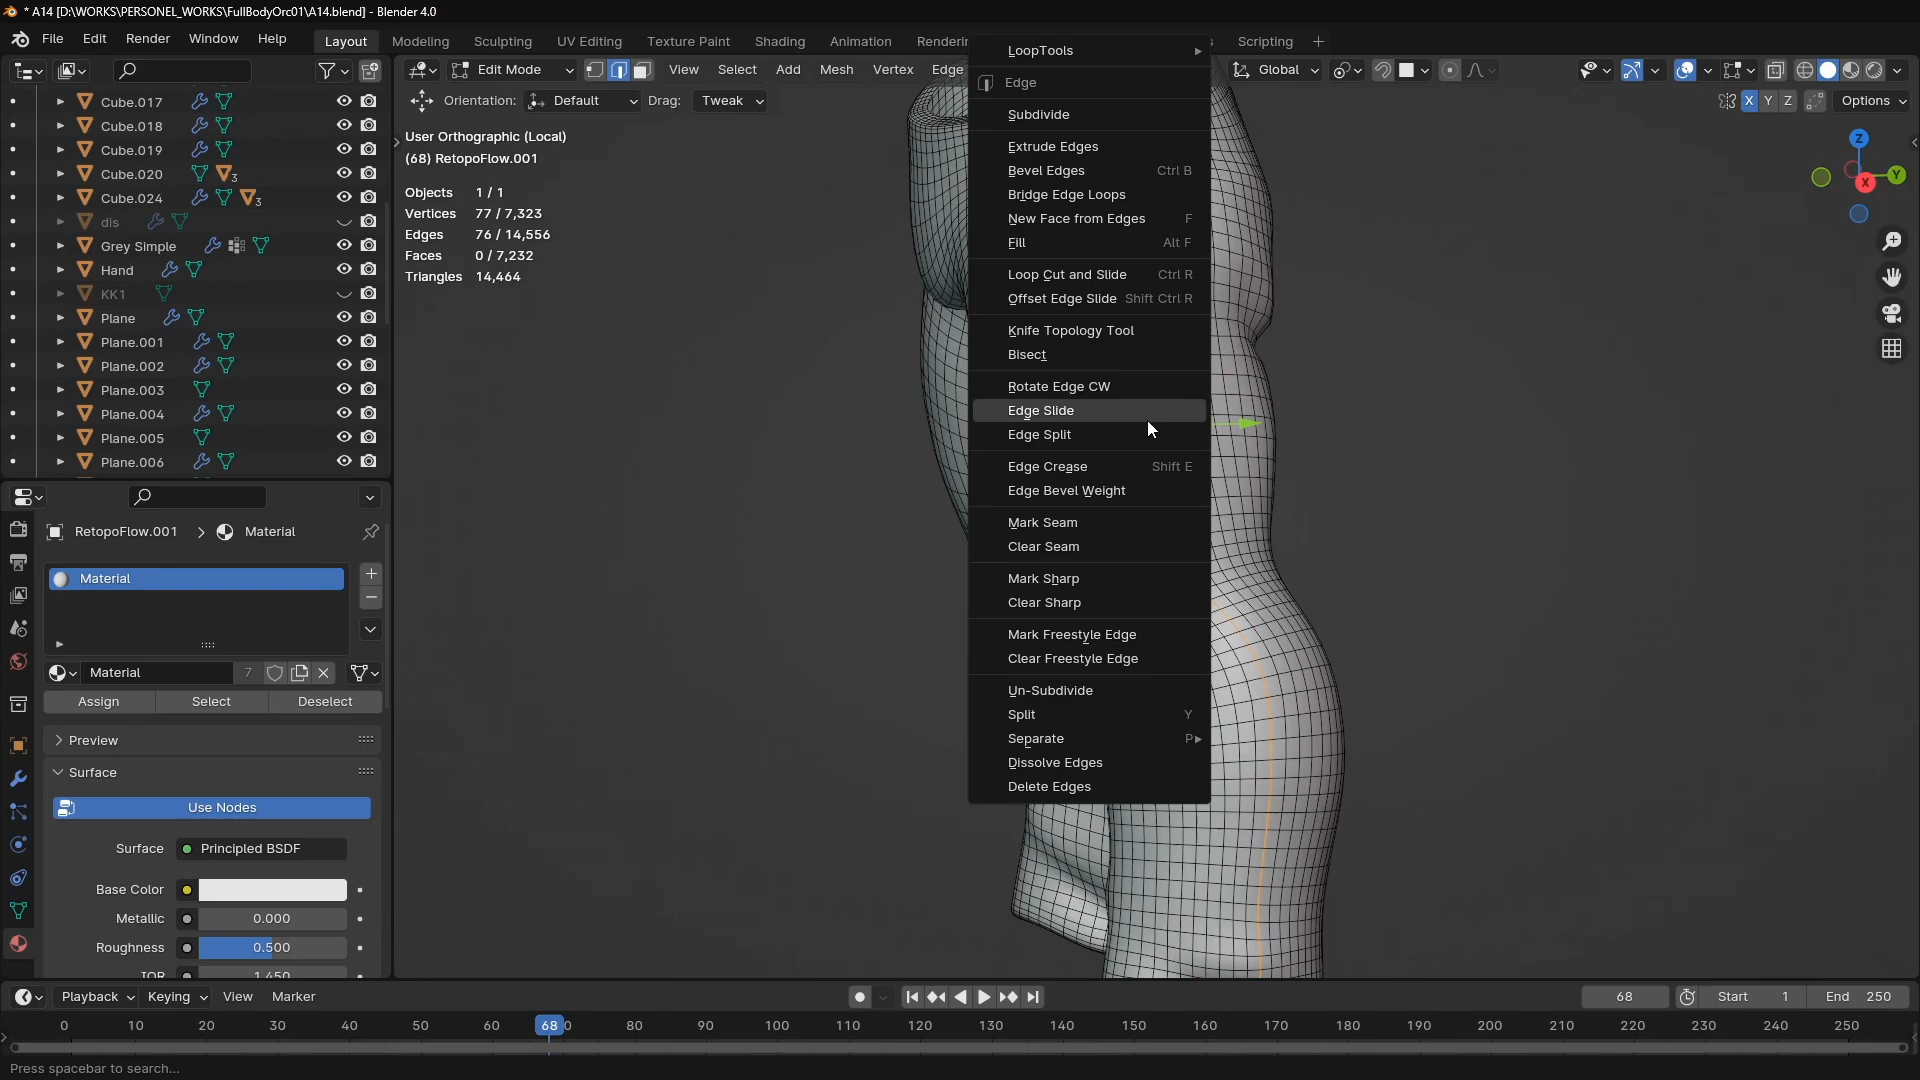 * A14 [D:\WORKS\PERSONEL_WORKS\FullBodyOrc01\A14.blend] - Blender 4.0
File Edit Render Window Help Layout Modeling Sculpting UV Editing Texture Paint Shading Animation Renderin Scripting +
Edit Mode View Select Add Mesh Vertex Edge Global
Orientation: Default Drag: Tweak X Y Z Options
Cube.017
Cube.018
Cube.019
Cube.020 3
Cube.024 3
dis
Grey Simple
Hand
KK1
Plane
Plane.001
Plane.002
Plane.003
Plane.004
Plane.005
Plane.006
User Orthographic (Local)
(68) RetopoFlow.001
Objects 1 / 1
Vertices 77 / 7,323
Edges 76 / 14,556
Faces 0 / 7,232
Triangles 14,464
LoopTools
Edge
Subdivide
Extrude Edges
Bevel Edges Ctrl B
Bridge Edge Loops
New Face from Edges F
Fill Alt F
Loop Cut and Slide Ctrl R
Offset Edge Slide Shift Ctrl R
Knife Topology Tool
Bisect
Rotate Edge CW
Edge Slide
Edge Split
Edge Crease Shift E
Edge Bevel Weight
Mark Seam
Clear Seam
Mark Sharp
Clear Sharp
Mark Freestyle Edge
Clear Freestyle Edge
Un-Subdivide
Split Y
Separate P
Dissolve Edges
Delete Edges
Z
Y
X
RetopoFlow.001 > Material
Material
Material 7
Assign Select Deselect
Preview
Surface
Use Nodes
Surface Principled BSDF
Base Color
Metallic 0.000
Roughness 0.500
IOR 1.450
Playback Keying View Marker 68 Start 1 End 250
0 10 20 30 40 50 60 68 80 90 100 110 120 130 140 150 160 170 180 190 200 210 220 230 240 250
Press spacebar to search...